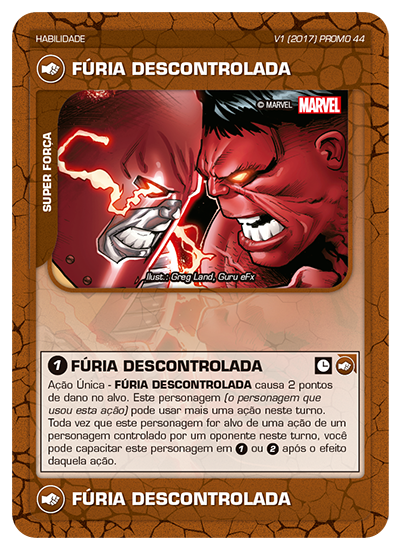 HABILIDADE
V1 (2017) PROMO 44
FÚRIA DESCONTROLADA
© MARVEL MARVEL
SUPER FORÇA
Ilust.: Greg Land, Guru eFx
1 FÚRIA DESCONTROLADA
Ação Única - FÚRIA DESCONTROLADA causa 2 pontos
de dano no alvo. Este personagem (o personagem que
usou esta ação) pode usar mais uma ação neste turno.
Toda vez que este personagem for alvo de uma ação de um
personagem controlado por um oponente neste turno, você
pode capacitar este personagem em 1 ou 2 após o efeito
daquela ação.
FÚRIA DESCONTROLADA